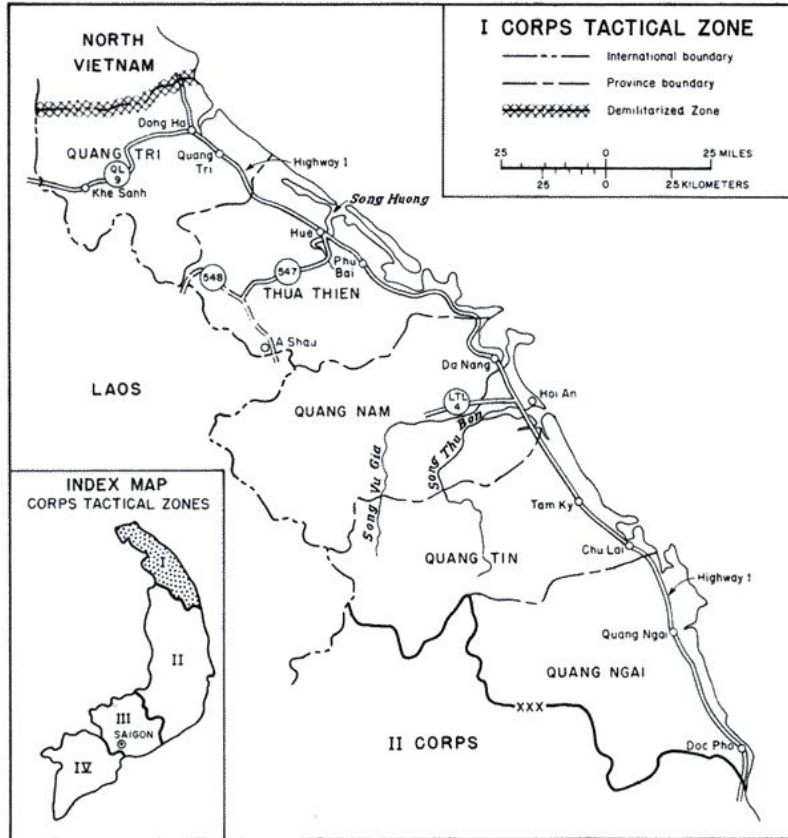 I CORPS TACTICAL ZONE
International boundary
Province boundary
Demilitarized Zone
25
0
25 MILES
25
0
25 KILOMETERS
NORTH
VIETNAM
Dong Ha
QUANG TRI
Quang
Tri
Highway 1
QL
9
Khe Sanh
Song Huong
Hue
Phu
Bai
548
547
THUA THIEN
A Shau
LAOS
Da Nang
QUANG NAM
LTL
4
Hoi An
Song Thu Bon
Song Vu Gia
Tam Ky
QUANG TIN
Chu Lai
Highway 1
Quang Ngai
QUANG NGAI
XXX
Doc Pho
II CORPS
INDEX MAP
CORPS TACTICAL ZONES
I
II
III
SAIGON
IV